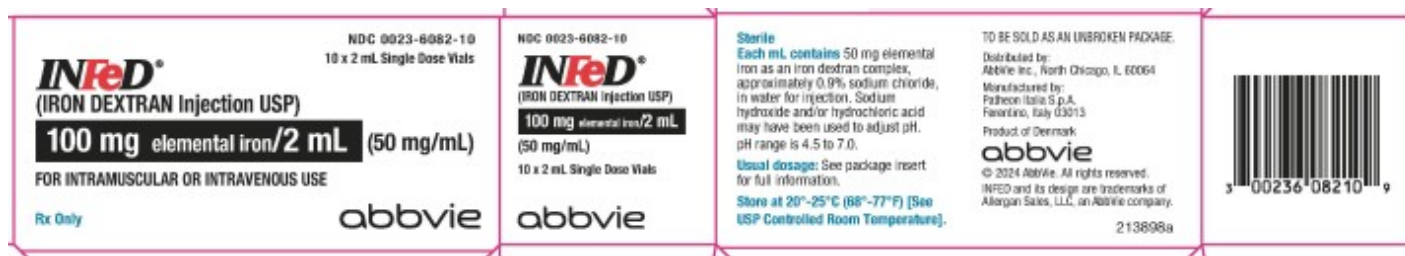 NDC 0023-6082-10
10 x 2 mL Single Dose Vials
INFeD®
(IRON DEXTRAN Injection USP)
100 mg elemental iron/2 mL (50 mg/mL)
FOR INTRAMUSCULAR OR INTRAVENOUS USE
Rx Only
abbvie
NDC 0023-6082-10
INFeD®
(IRON DEXTRAN Injection USP)
100 mg elemental iron/2 mL
(50 mg/mL)
10 x 2 mL Single Dose Vials
abbvie
Sterile
Each mL contains 50 mg elemental
iron as an iron dextran complex,
approximately 0.9% sodium chloride,
in water for injection. Sodium
hydroxide and/or hydrochloric acid
may have been used to adjust pH.
pH range is 4.5 to 7.0.
Usual dosage: See package insert
for full information.
Store at 20°-25°C (68°-77°F) [See
USP Controlled Room Temperature].
TO BE SOLD AS AN UNBROKEN PACKAGE.
Distributed by:
AbbVie Inc., North Chicago, IL 60064
Manufactured by:
Patheon Italia S.p.A.
Ferentino, Italy 03013
Product of Denmark
abbvie
© 2024 AbbVie. All rights reserved.
INFED and its design are trademarks of
Allergan Sales, LLC, an AbbVie company.
213898a
3 00236 08210 9